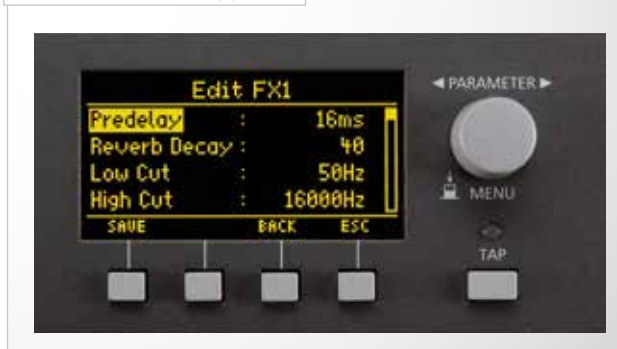 Edit FX1
Predelay : 16ms
Reverb Decay : 40
Low Cut : 50Hz
High Cut : 16000Hz
SAVE BACK ESC
◄ PARAMETER ►
MENU
TAP